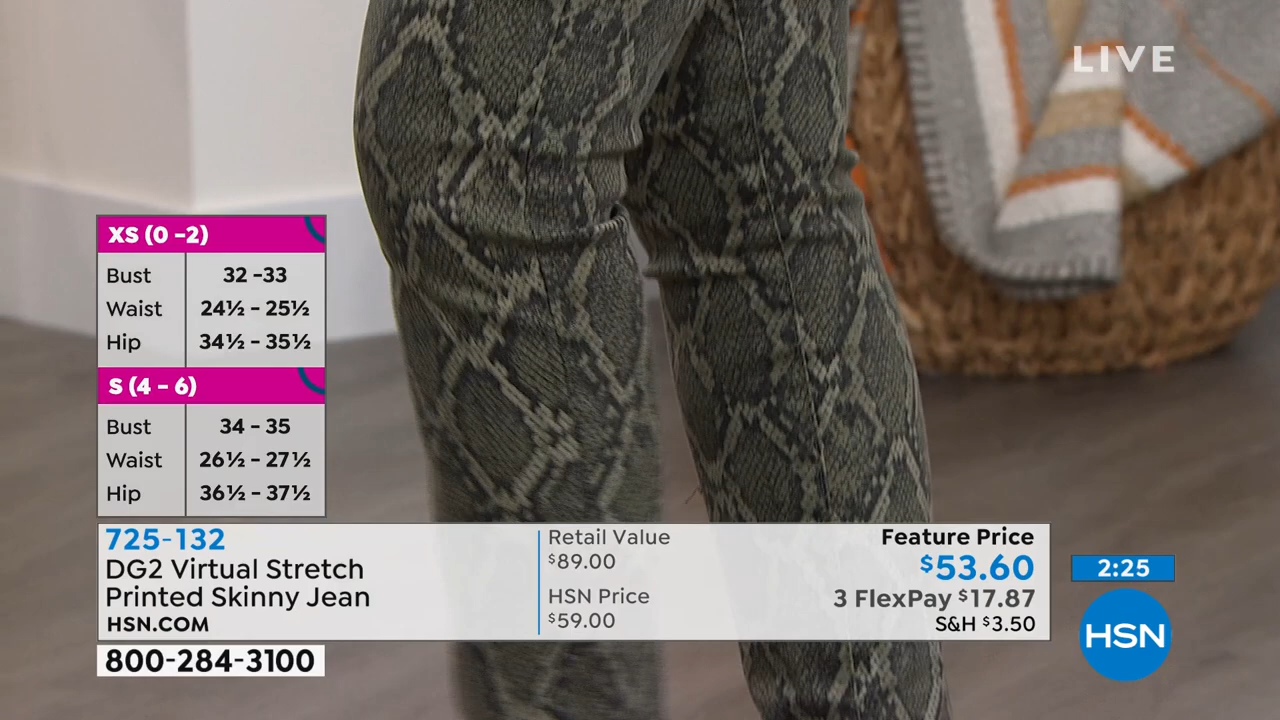 LIVE
XS (0 -2)
Bust 32 -33
Waist 24½ - 25½
Hip 34½ - 35½
S (4 - 6)
Bust 34 - 35
Waist 26½ - 27½
Hip 36½ - 37½
725-132
DG2 Virtual Stretch
Printed Skinny Jean
HSN.COM
Retail Value
$89.00
HSN Price
$59.00
Feature Price
$53.60
3 FlexPay $17.87
S&H $3.50
2:25
HSN
800-284-3100